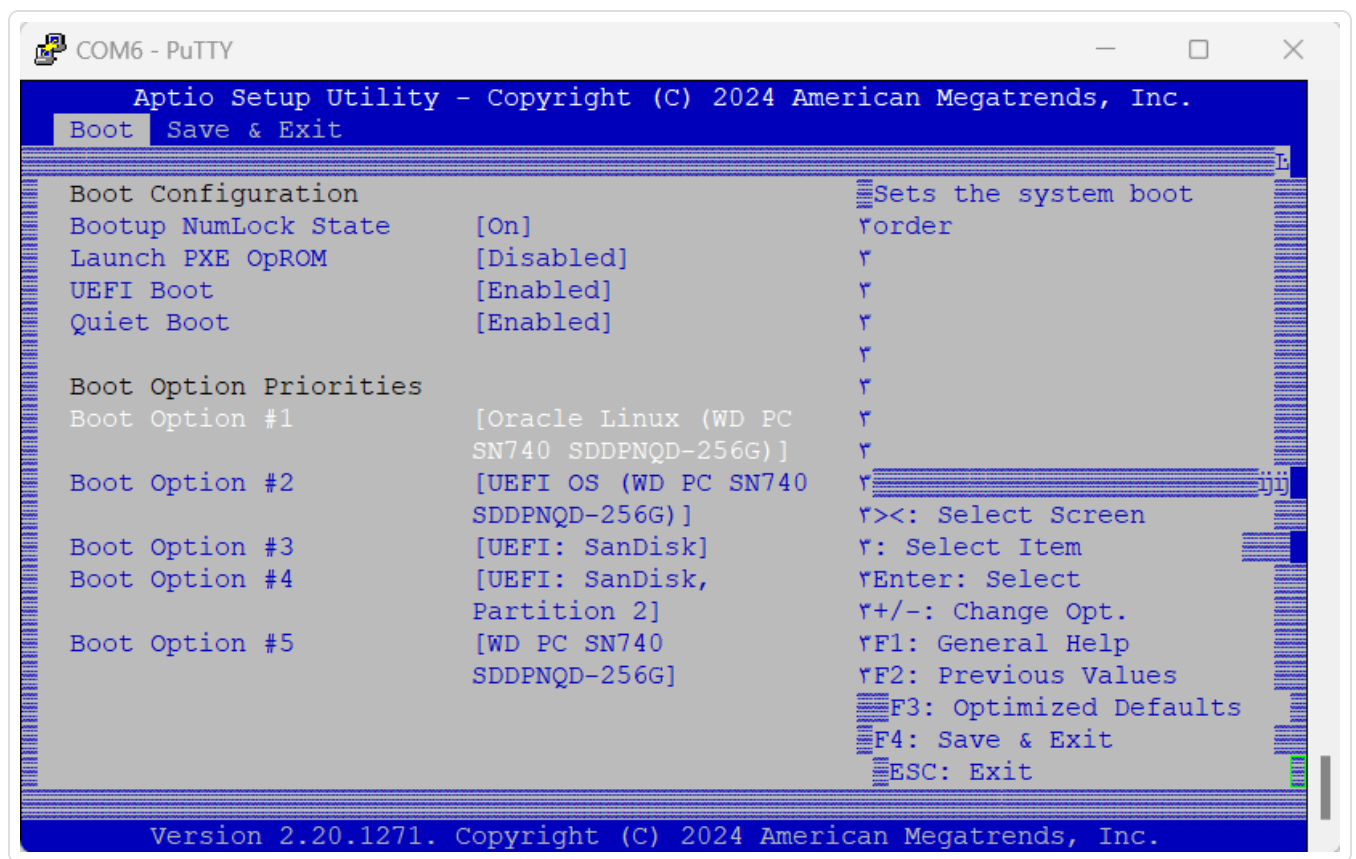 COM6 - PuTTY
Aptio Setup Utility – Copyright (C) 2024 American Megatrends, Inc.
Boot Save & Exit
Boot Configuration
Sets the system boot
Bootup NumLock State [On]
order
Launch PXE OpROM [Disabled]
UEFI Boot [Enabled]
Quiet Boot [Enabled]
Boot Option Priorities
Boot Option #1 [Oracle Linux (WD PC
SN740 SDDPNQD-256G)]
Boot Option #2 [UEFI OS (WD PC SN740
SDDPNQD-256G)]
><: Select Screen
Boot Option #3 [UEFI: SanDisk]
: Select Item
Boot Option #4 [UEFI: SanDisk,
Enter: Select
Partition 2]
+/-: Change Opt.
Boot Option #5 [WD PC SN740
F1: General Help
SDDPNQD-256G]
F2: Previous Values
F3: Optimized Defaults
F4: Save & Exit
ESC: Exit
Version 2.20.1271. Copyright (C) 2024 American Megatrends, Inc.